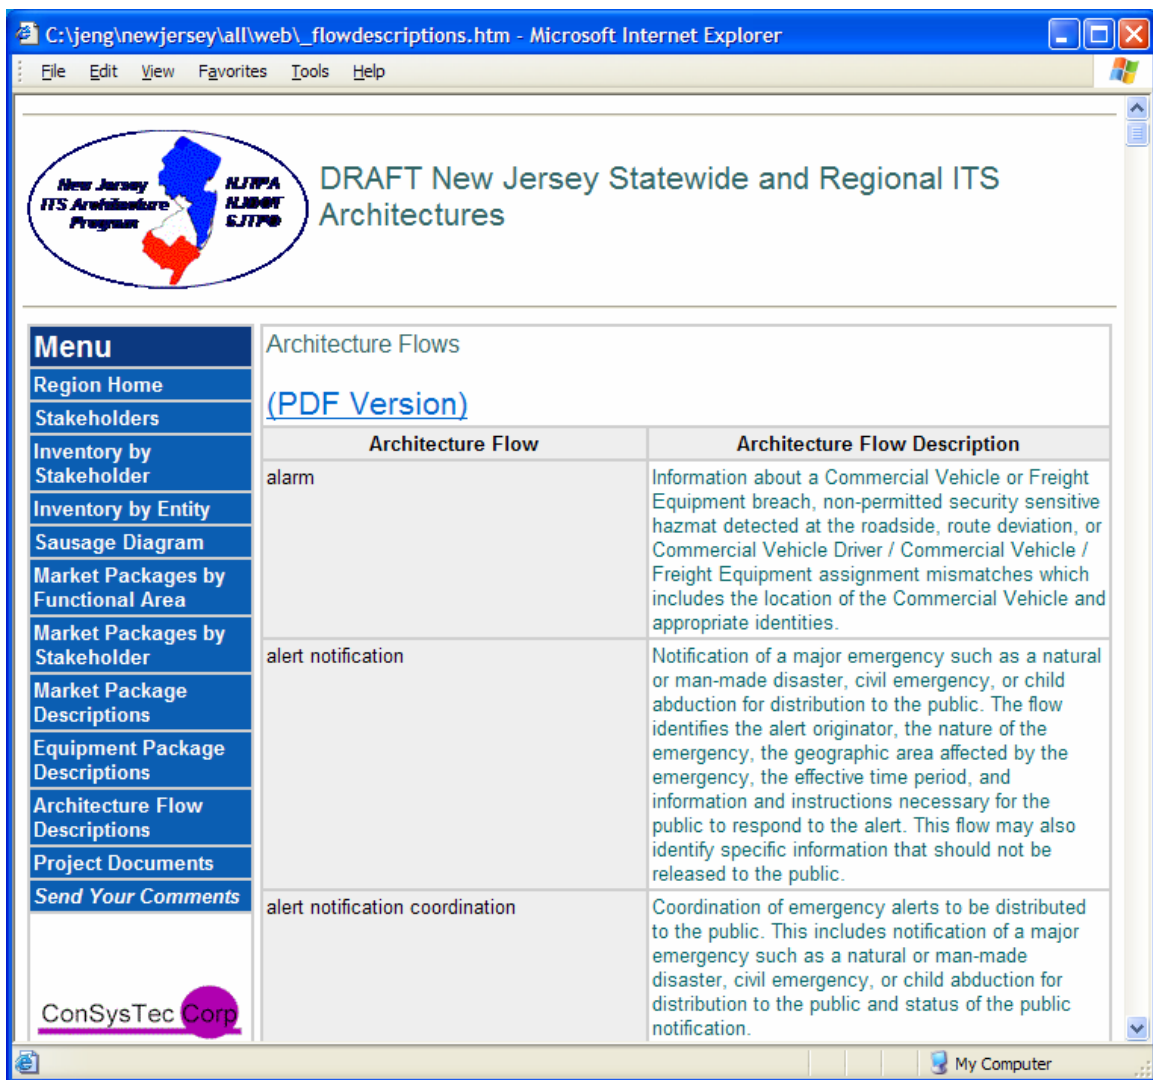 C:\jeng\newjersey\all\web\_flowdescriptions.htm - Microsoft Internet Explorer
File Edit View Favorites Tools Help
New Jersey
ITS Architecture
Program
NJTPA
NJDOT
SJTPO
DRAFT New Jersey Statewide and Regional ITS
Architectures
Menu
Region Home
Stakeholders
Inventory by
Stakeholder
Inventory by Entity
Sausage Diagram
Market Packages by
Functional Area
Market Packages by
Stakeholder
Market Package
Descriptions
Equipment Package
Descriptions
Architecture Flow
Descriptions
Project Documents
Send Your Comments
ConSysTec Corp
Architecture Flows
(PDF Version)
Architecture Flow
Architecture Flow Description
alarm
Information about a Commercial Vehicle or Freight
Equipment breach, non-permitted security sensitive
hazmat detected at the roadside, route deviation, or
Commercial Vehicle Driver / Commercial Vehicle /
Freight Equipment assignment mismatches which
includes the location of the Commercial Vehicle and
appropriate identities.
alert notification
Notification of a major emergency such as a natural
or man-made disaster, civil emergency, or child
abduction for distribution to the public. The flow
identifies the alert originator, the nature of the
emergency, the geographic area affected by the
emergency, the effective time period, and
information and instructions necessary for the
public to respond to the alert. This flow may also
identify specific information that should not be
released to the public.
alert notification coordination
Coordination of emergency alerts to be distributed
to the public. This includes notification of a major
emergency such as a natural or man-made
disaster, civil emergency, or child abduction for
distribution to the public and status of the public
notification.
My Computer